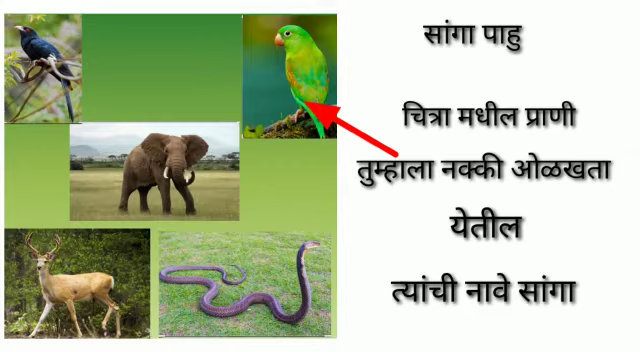 सांगा पाहु
चित्रा मधील प्राणी
तुम्हाला नक्की ओळखता
येतील
त्यांची नावे सांगा